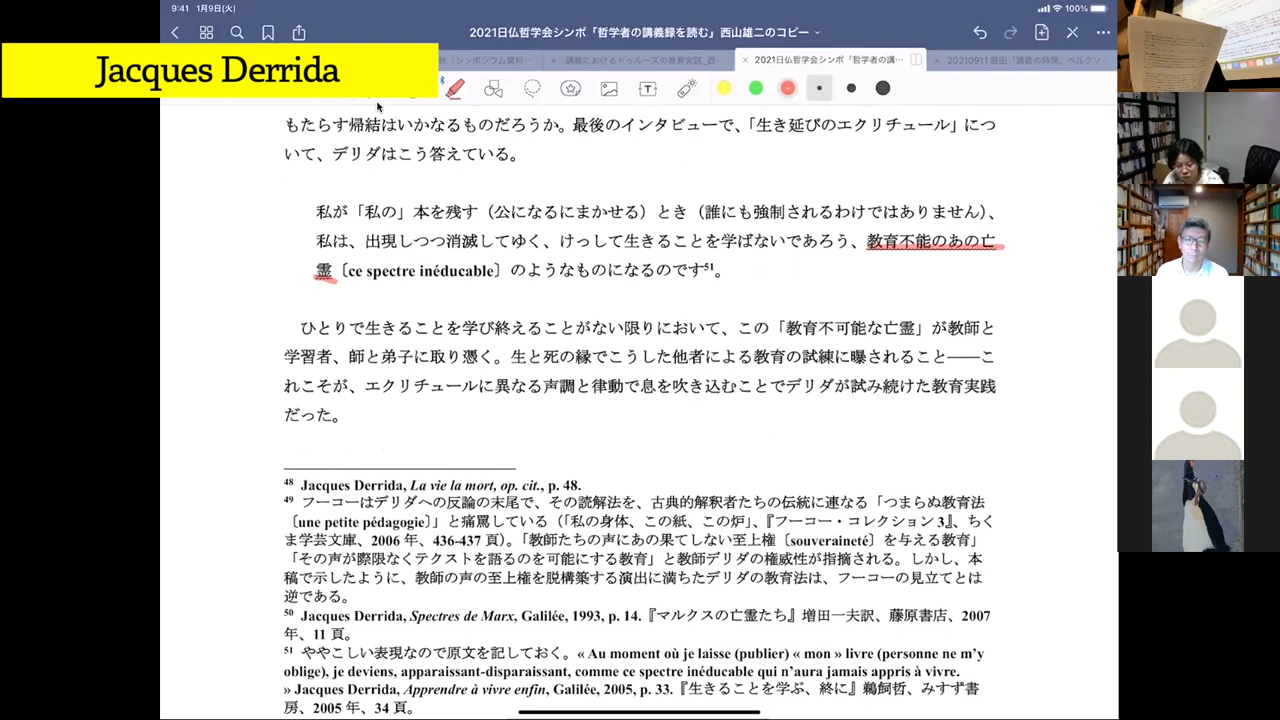 9:41 1月9日(火)
100%
2021日仏哲学会シンポ「哲学者の講義録を読む」西山雄二のコピー
Jacques Derrida
2021日仏哲学会シンポ「哲学者の講…
もたらす帰結はいかなるものだろうか。最後のインタビューで、「生き延びのエクリチュール」につ
いて、デリダはこう答えている。
私が「私の」本を残す（公になるにまかせる）とき（誰にも強制されるわけではありません）、
私は、出現しつつ消滅してゆく、けっして生きることを学ばないであろう、教育不能のあの亡
霊〔ce spectre inéducable〕のようなものになるのです51。
ひとりで生きることを学び終えることがない限りにおいて、この「教育不可能な亡霊」が教師と
学習者、師と弟子に取り憑く。生と死の縁でこうした他者による教育の試練に曝されること――こ
れこそが、エクリチュールに異なる声調と律動で息を吹き込むことでデリダが試み続けた教育実践
だった。
48 Jacques Derrida, La vie la mort, op. cit., p. 48.
49 フーコーはデリダへの反論の末尾で、その読解法を、古典的解釈者たちの伝統に連なる「つまらぬ教育法
〔une petite pédagogie〕」と痛罵している（「私の身体、この紙、この炉」、『フーコー・コレクション 3』、ちく
ま学芸文庫、2006 年、436-437 頁）。「教師たちの声にあの果てしない至上権〔souveraineté〕を与える教育」
「その声が際限なくテクストを語るのを可能にする教育」と教師デリダの権威性が指摘される。しかし、本
稿で示したように、教師の声の至上権を脱構築する演出に満ちたデリダの教育法は、フーコーの見立てとは
逆である。
50 Jacques Derrida, Spectres de Marx, Galilée, 1993, p. 14.『マルクスの亡霊たち』増田一夫訳、藤原書店、2007
年、11 頁。
51 ややこしい表現なので原文を記しておく。« Au moment où je laisse (publier) « mon » livre (personne ne m'y
oblige), je deviens, apparaissant-disparaissant, comme ce spectre inéducable qui n'aura jamais appris à vivre.
» Jacques Derrida, Apprendre à vivre enfin, Galilée, 2005, p. 33.『生きることを学ぶ、終に』鵜飼哲、みすず書
房、2005 年、34 頁。